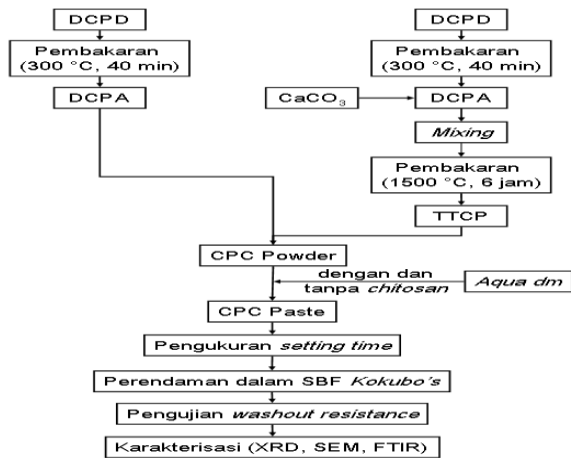 DCPD
DCPD
Pembakaran
(300 °C, 40 min)
Pembakaran
(300 °C, 40 min)
DCPA
CaCO₃
DCPA
Mixing
Pembakaran
(1500 °C, 6 jam)
TTCP
CPC Powder
dengan dan
tanpa chitosan
Aqua dm
CPC Paste
Pengukuran setting time
Perendaman dalam SBF Kokubo's
Pengujian washout resistance
Karakterisasi (XRD, SEM, FTIR)